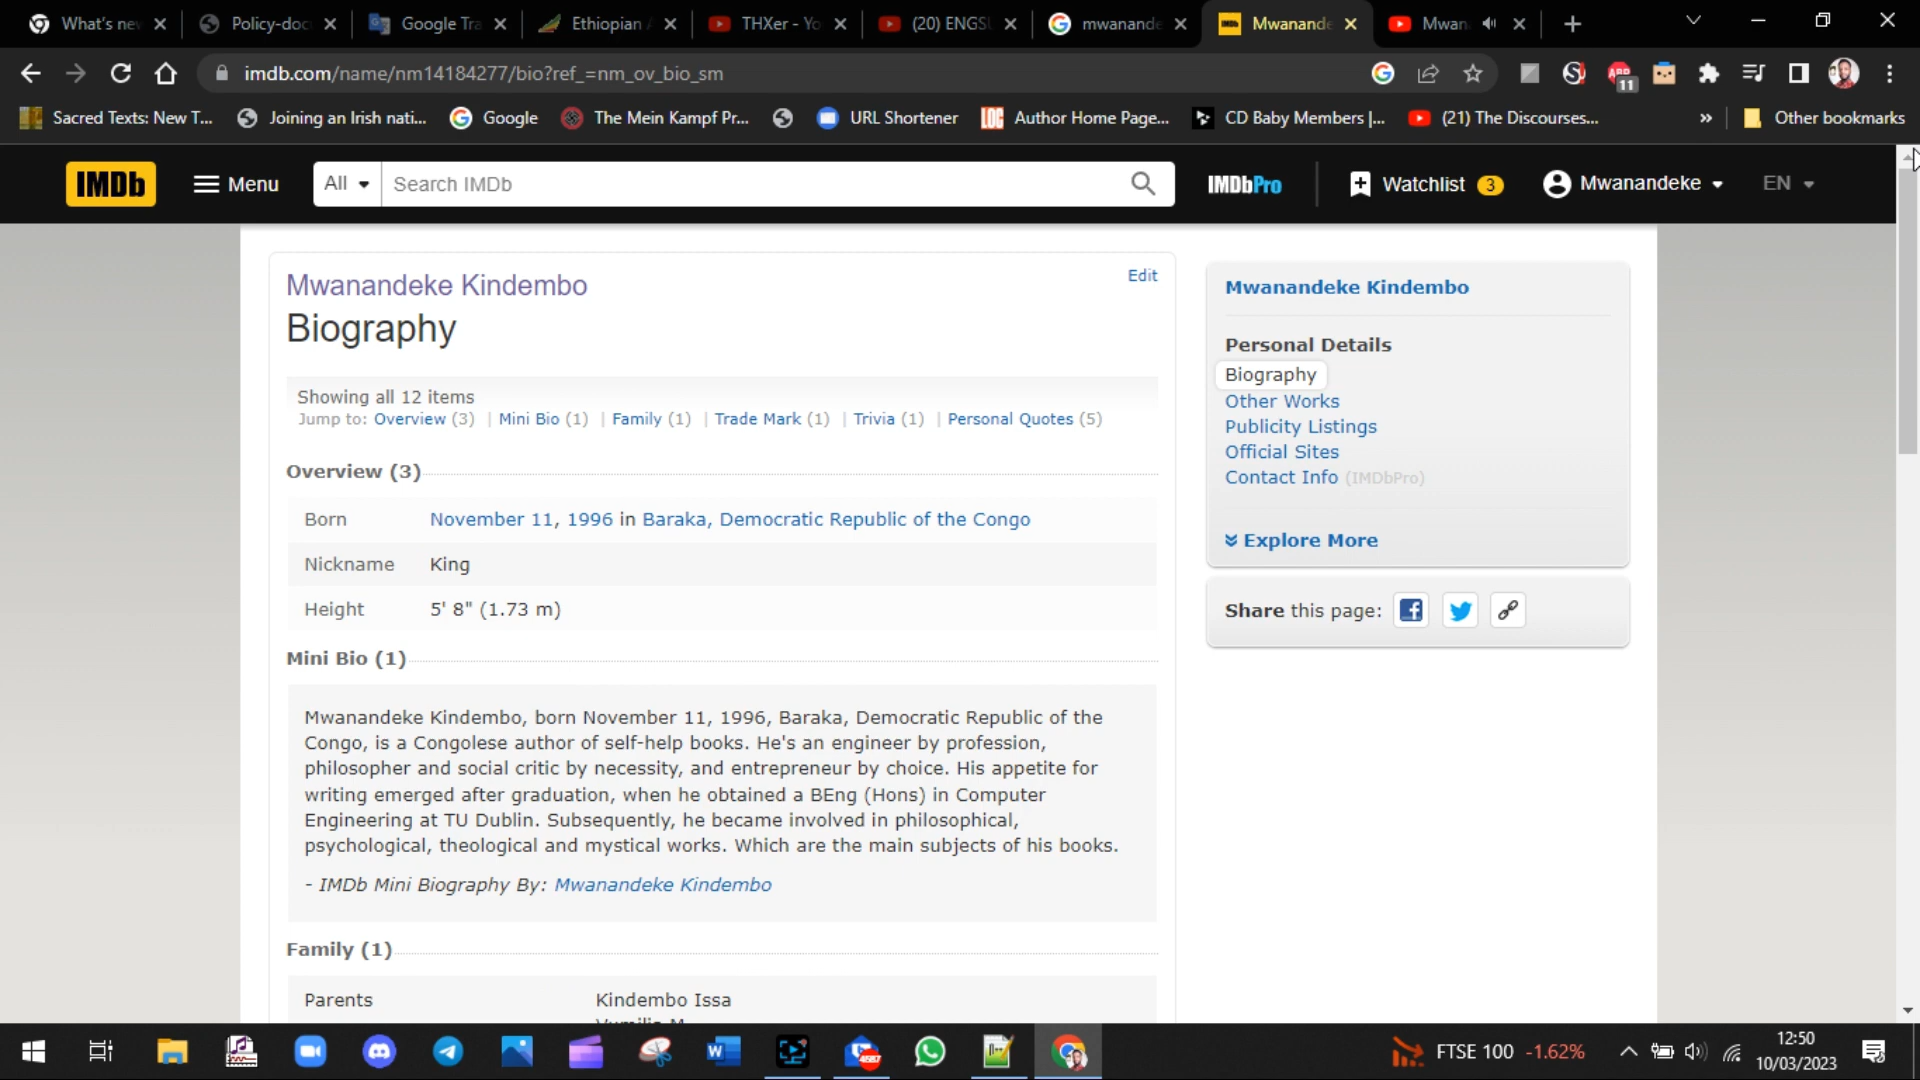 What's nev
Policy-doc
Google Tra
Ethiopian
THXer - Yo
(20) ENGS
mwanande
Mwanande
Mwan
imdb.com/name/nm14184277/bio?ref_=nm_ov_bio_sm
11
Sacred Texts: New T...
Joining an Irish nati...
Google
The Mein Kampf Pr...
URL Shortener
LOC
Author Home Page...
CD Baby Members |...
(21) The Discourses...
»
Other bookmarks
IMDb
Menu
All
Search IMDb
IMDbPro
Watchlist 3
Mwanandeke
EN
Mwanandeke Kindembo
Edit
Biography
Showing all 12 items
Jump to: Overview (3) | Mini Bio (1) | Family (1) | Trade Mark (1) | Trivia (1) | Personal Quotes (5)
Overview (3)
Born November 11, 1996 in Baraka, Democratic Republic of the Congo
Nickname King
Height 5' 8" (1.73 m)
Mini Bio (1)
Mwanandeke Kindembo, born November 11, 1996, Baraka, Democratic Republic of the
Congo, is a Congolese author of self-help books. He's an engineer by profession,
philosopher and social critic by necessity, and entrepreneur by choice. His appetite for
writing emerged after graduation, when he obtained a BEng (Hons) in Computer
Engineering at TU Dublin. Subsequently, he became involved in philosophical,
psychological, theological and mystical works. Which are the main subjects of his books.
- IMDb Mini Biography By: Mwanandeke Kindembo
Family (1)
Parents Kindembo Issa
Mwanandeke Kindembo
Personal Details
Biography
Other Works
Publicity Listings
Official Sites
Contact Info (IMDbPro)
Explore More
Share this page:
FTSE 100 -1.62%
12:50
10/03/2023